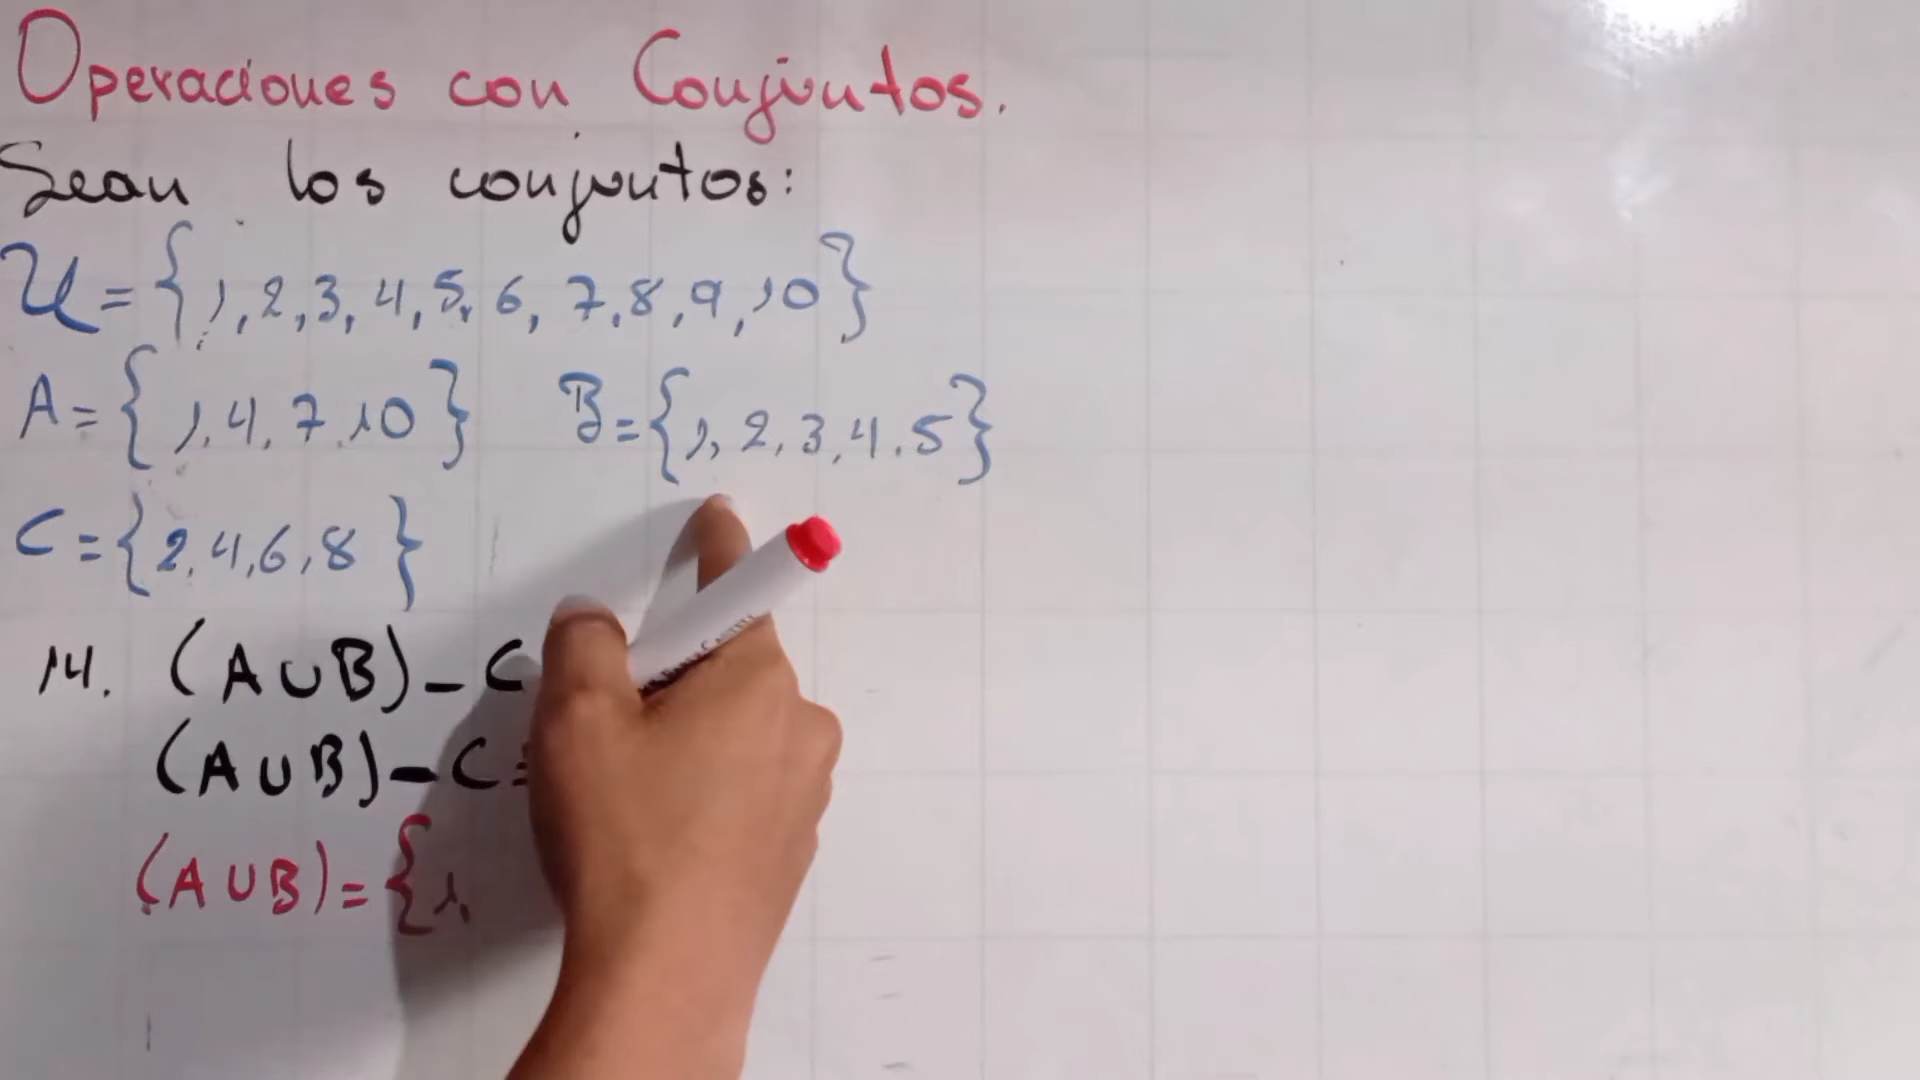 Operaciones con Conjuntos.
Sean los conjuntos:
U = {1, 2, 3, 4, 5, 6, 7, 8, 9, 10}
A = {1, 4, 7, 10} B = {1, 2, 3, 4, 5}
C = {2, 4, 6, 8}
14. (A ∪ B) - C
(A ∪ B) - C =
(A ∪ B) = {1,